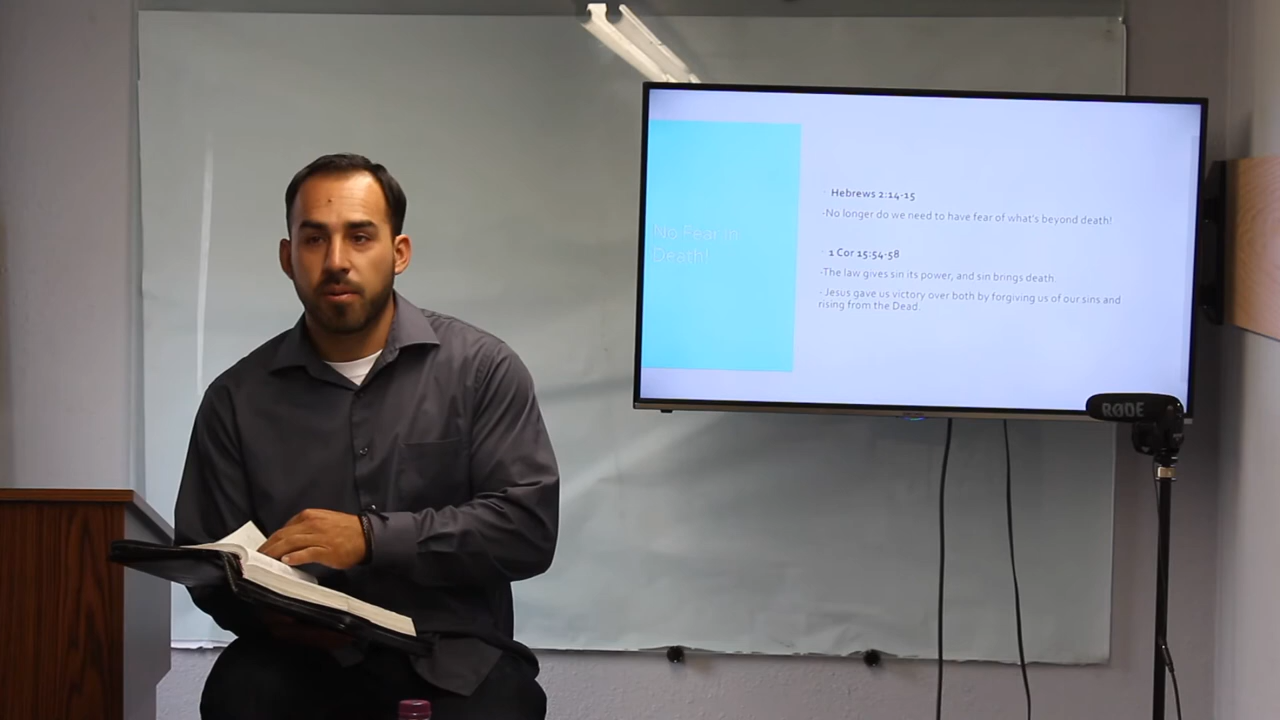 No Fear in
Death!
Hebrews 2:14-15
-No longer do we need to have fear of what's beyond death!
1 Cor 15:54-58
-The law gives sin its power, and sin brings death.
-Jesus gave us victory over both by forgiving us of our sins and
rising from the Dead.
RØDE